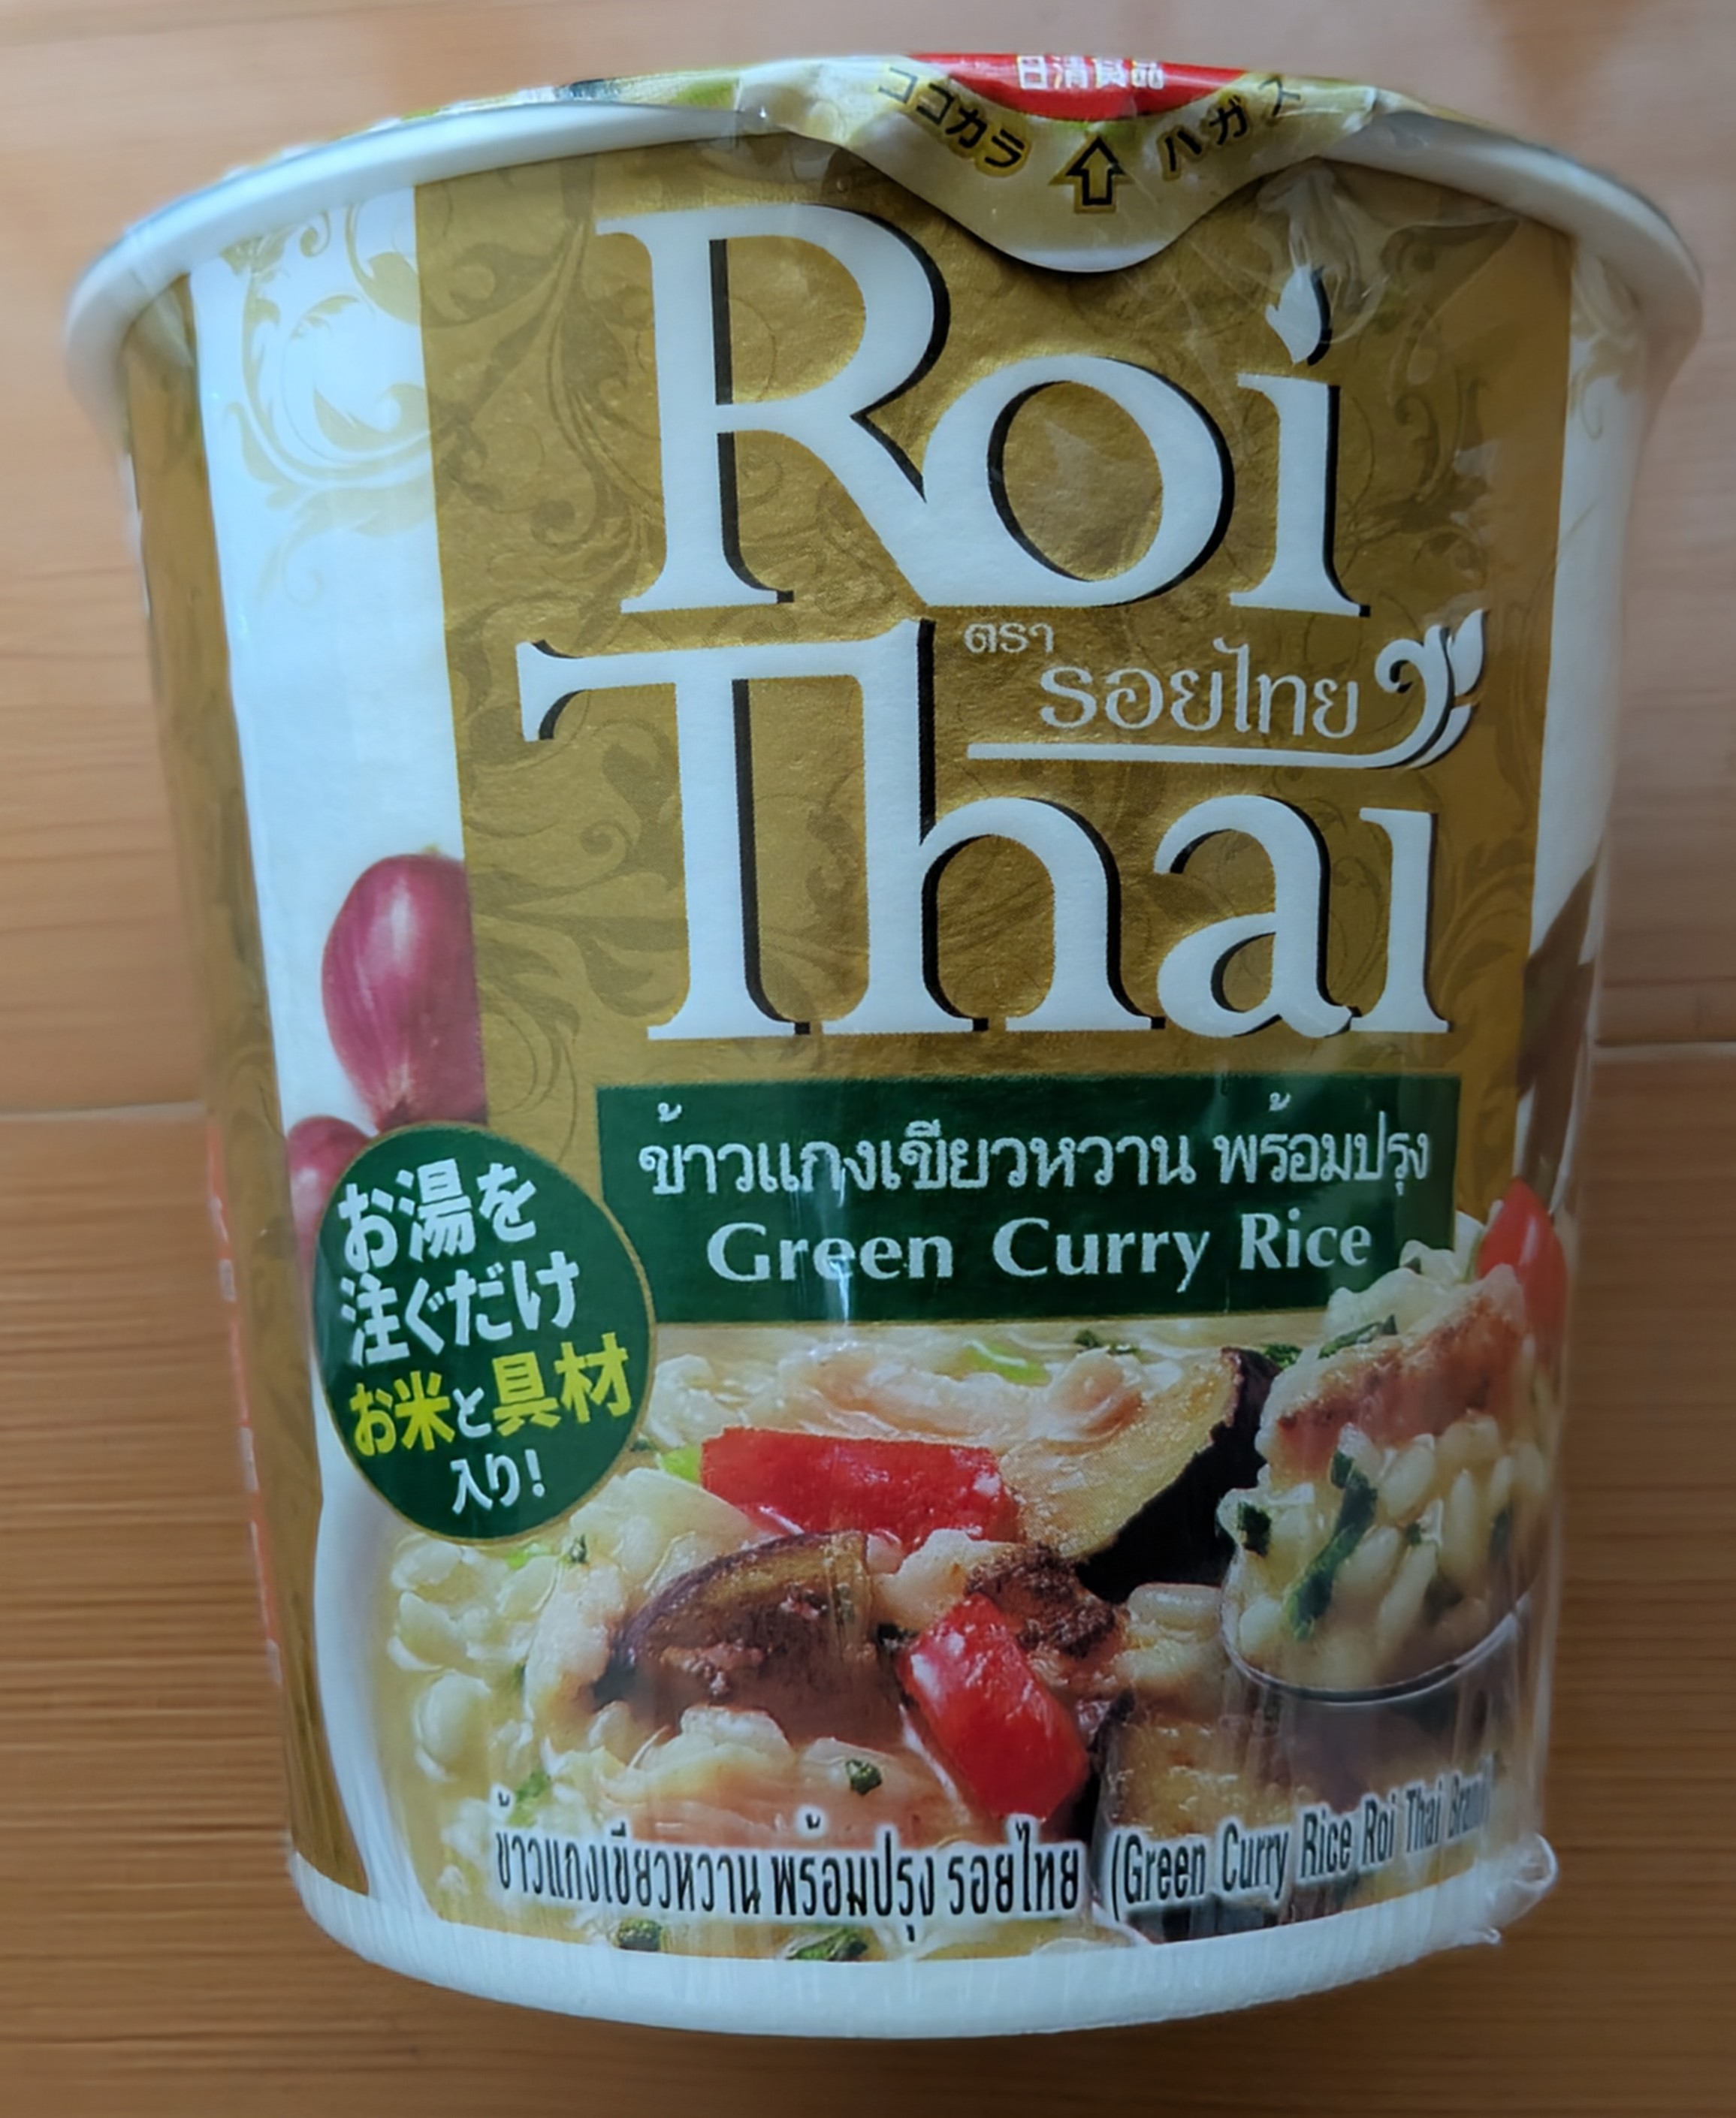 日清食品
ココカラ ハガス
Roi
ตรา
รอยไทย
Thai
ข้าวแกงเขียวหวาน พร้อมปรุง
Green Curry Rice
お湯を
注ぐだけ
お米と具材
入り!
ข้าวแกงเขียวหวาน พร้อมปรุง รอยไทย (Green Curry Rice Roi Thai Brand)